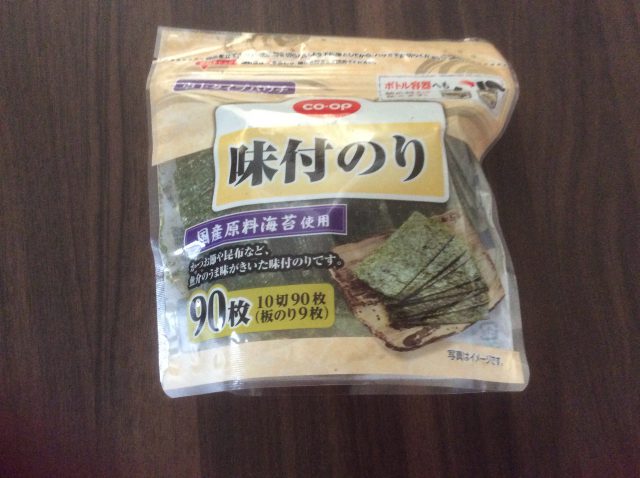 ボトル容器へも
CO-OP
味付のり
国産原料海苔使用
かつお節や昆布など、
魚介のうま味がきいた味付のりです。
90枚
10切90枚
(板のり9枚)
写真はイメージです。